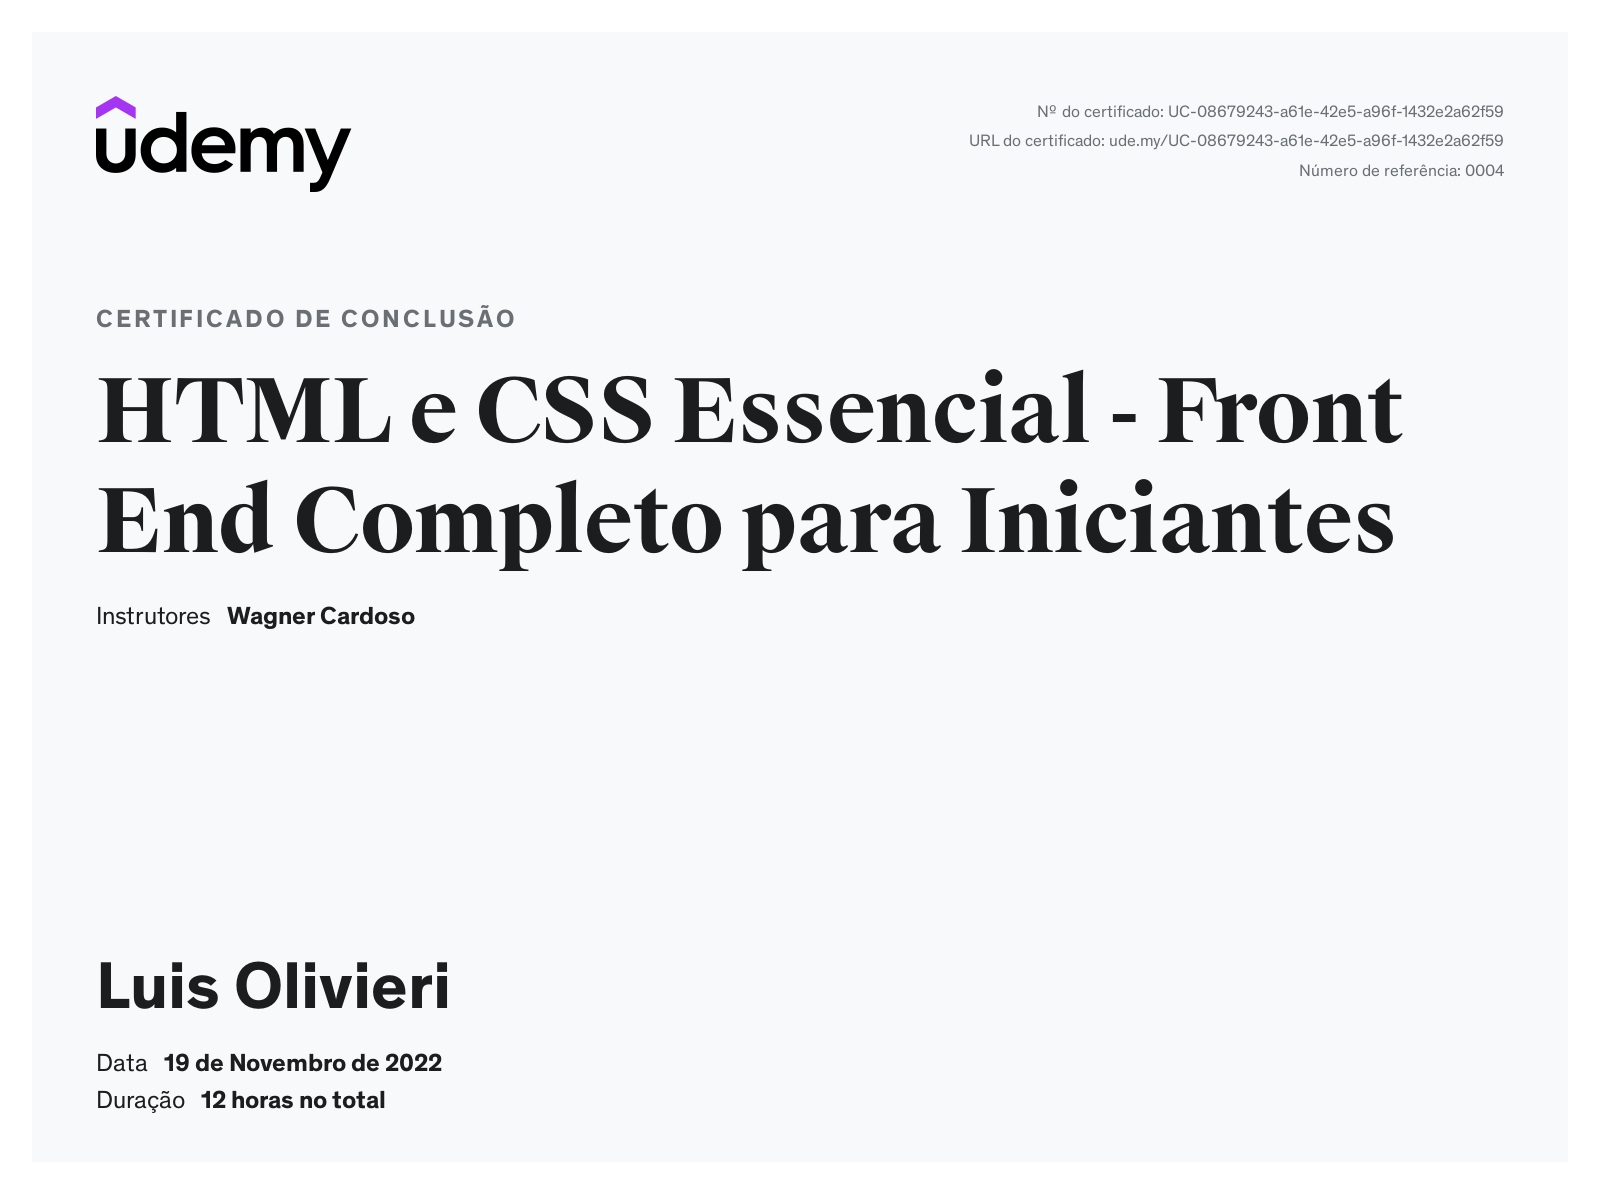 udemy
Nº do certificado: UC-08679243-a61e-42e5-a96f-1432e2a62f59
URL do certificado: ude.my/UC-08679243-a61e-42e5-a96f-1432e2a62f59
Número de referência: 0004
CERTIFICADO DE CONCLUSÃO
HTML e CSS Essencial - Front
End Completo para Iniciantes
Instrutores Wagner Cardoso
Luis Olivieri
Data 19 de Novembro de 2022
Duração 12 horas no total